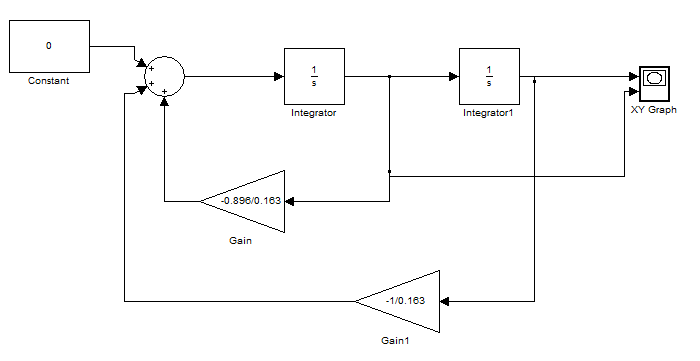 0
Constant
+
+
+
1
s
Integrator
1
s
Integrator1
XY Graph
-0.896/0.163
Gain
-1/0.163
Gain1